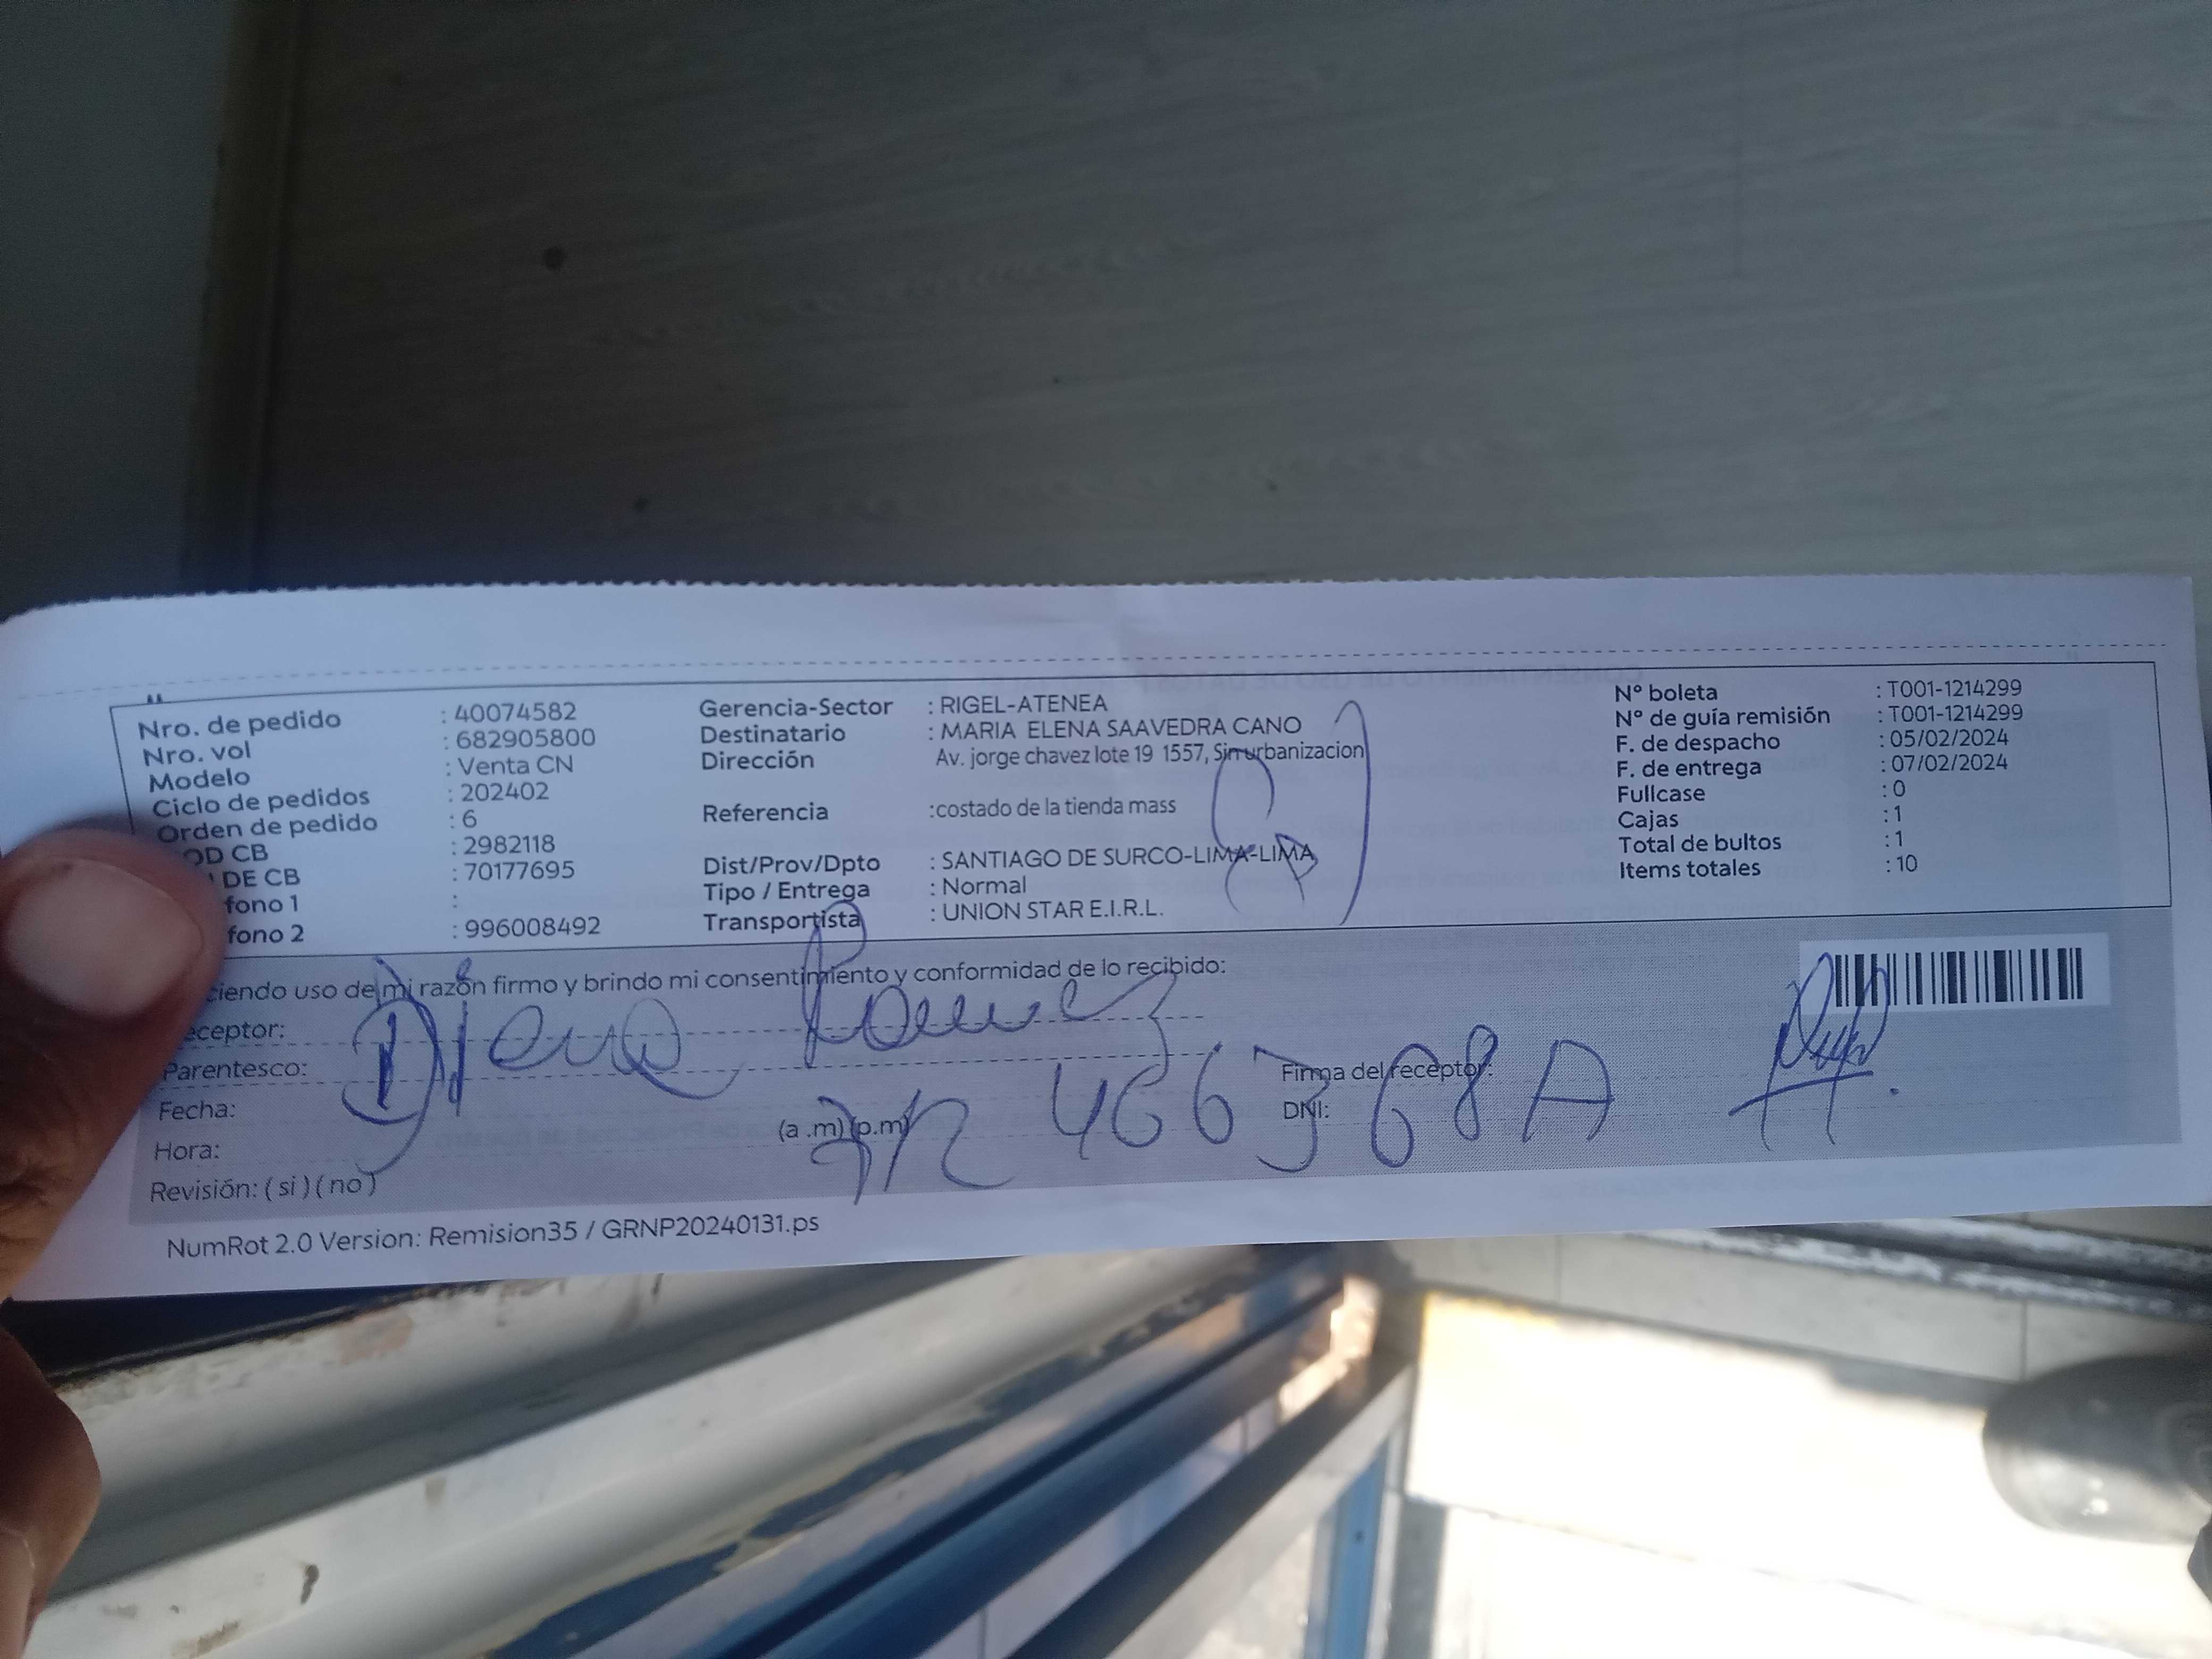 Nro. de pedido : 40074582
Nro. vol : 682905800
Modelo : Venta CN
Ciclo de pedidos : 202402
Orden de pedido : 6
OD CB : 2982118
DE CB : 70177695
fono 1 :
fono 2 : 996008492
Gerencia-Sector : RIGEL-ATENEA
Destinatario : MARIA ELENA SAAVEDRA CANO
Dirección Av. jorge chavez lote 19 1557, Sin urbanizacion
Referencia :costado de la tienda mass
Dist/Prov/Dpto : SANTIAGO DE SURCO-LIMA-LIMA
Tipo / Entrega : Normal
Transportista : UNION STAR E.I.R.L.
N° boleta : T001-1214299
N° de guía remisión : T001-1214299
F. de despacho : 05/02/2024
F. de entrega : 07/02/2024
Fullcase : 0
Cajas : 1
Total de bultos : 1
Items totales : 10
ciendo uso de mi razón firmo y brindo mi consentimiento y conformidad de lo recibido:
eceptor:
Parentesco:
Fecha:
Hora: (a .m) (p.m)
Revisión: ( si ) ( no )
Firma del receptor:
DNI:
466368A
NumRot 2.0 Version: Remision35 / GRNP20240131.ps